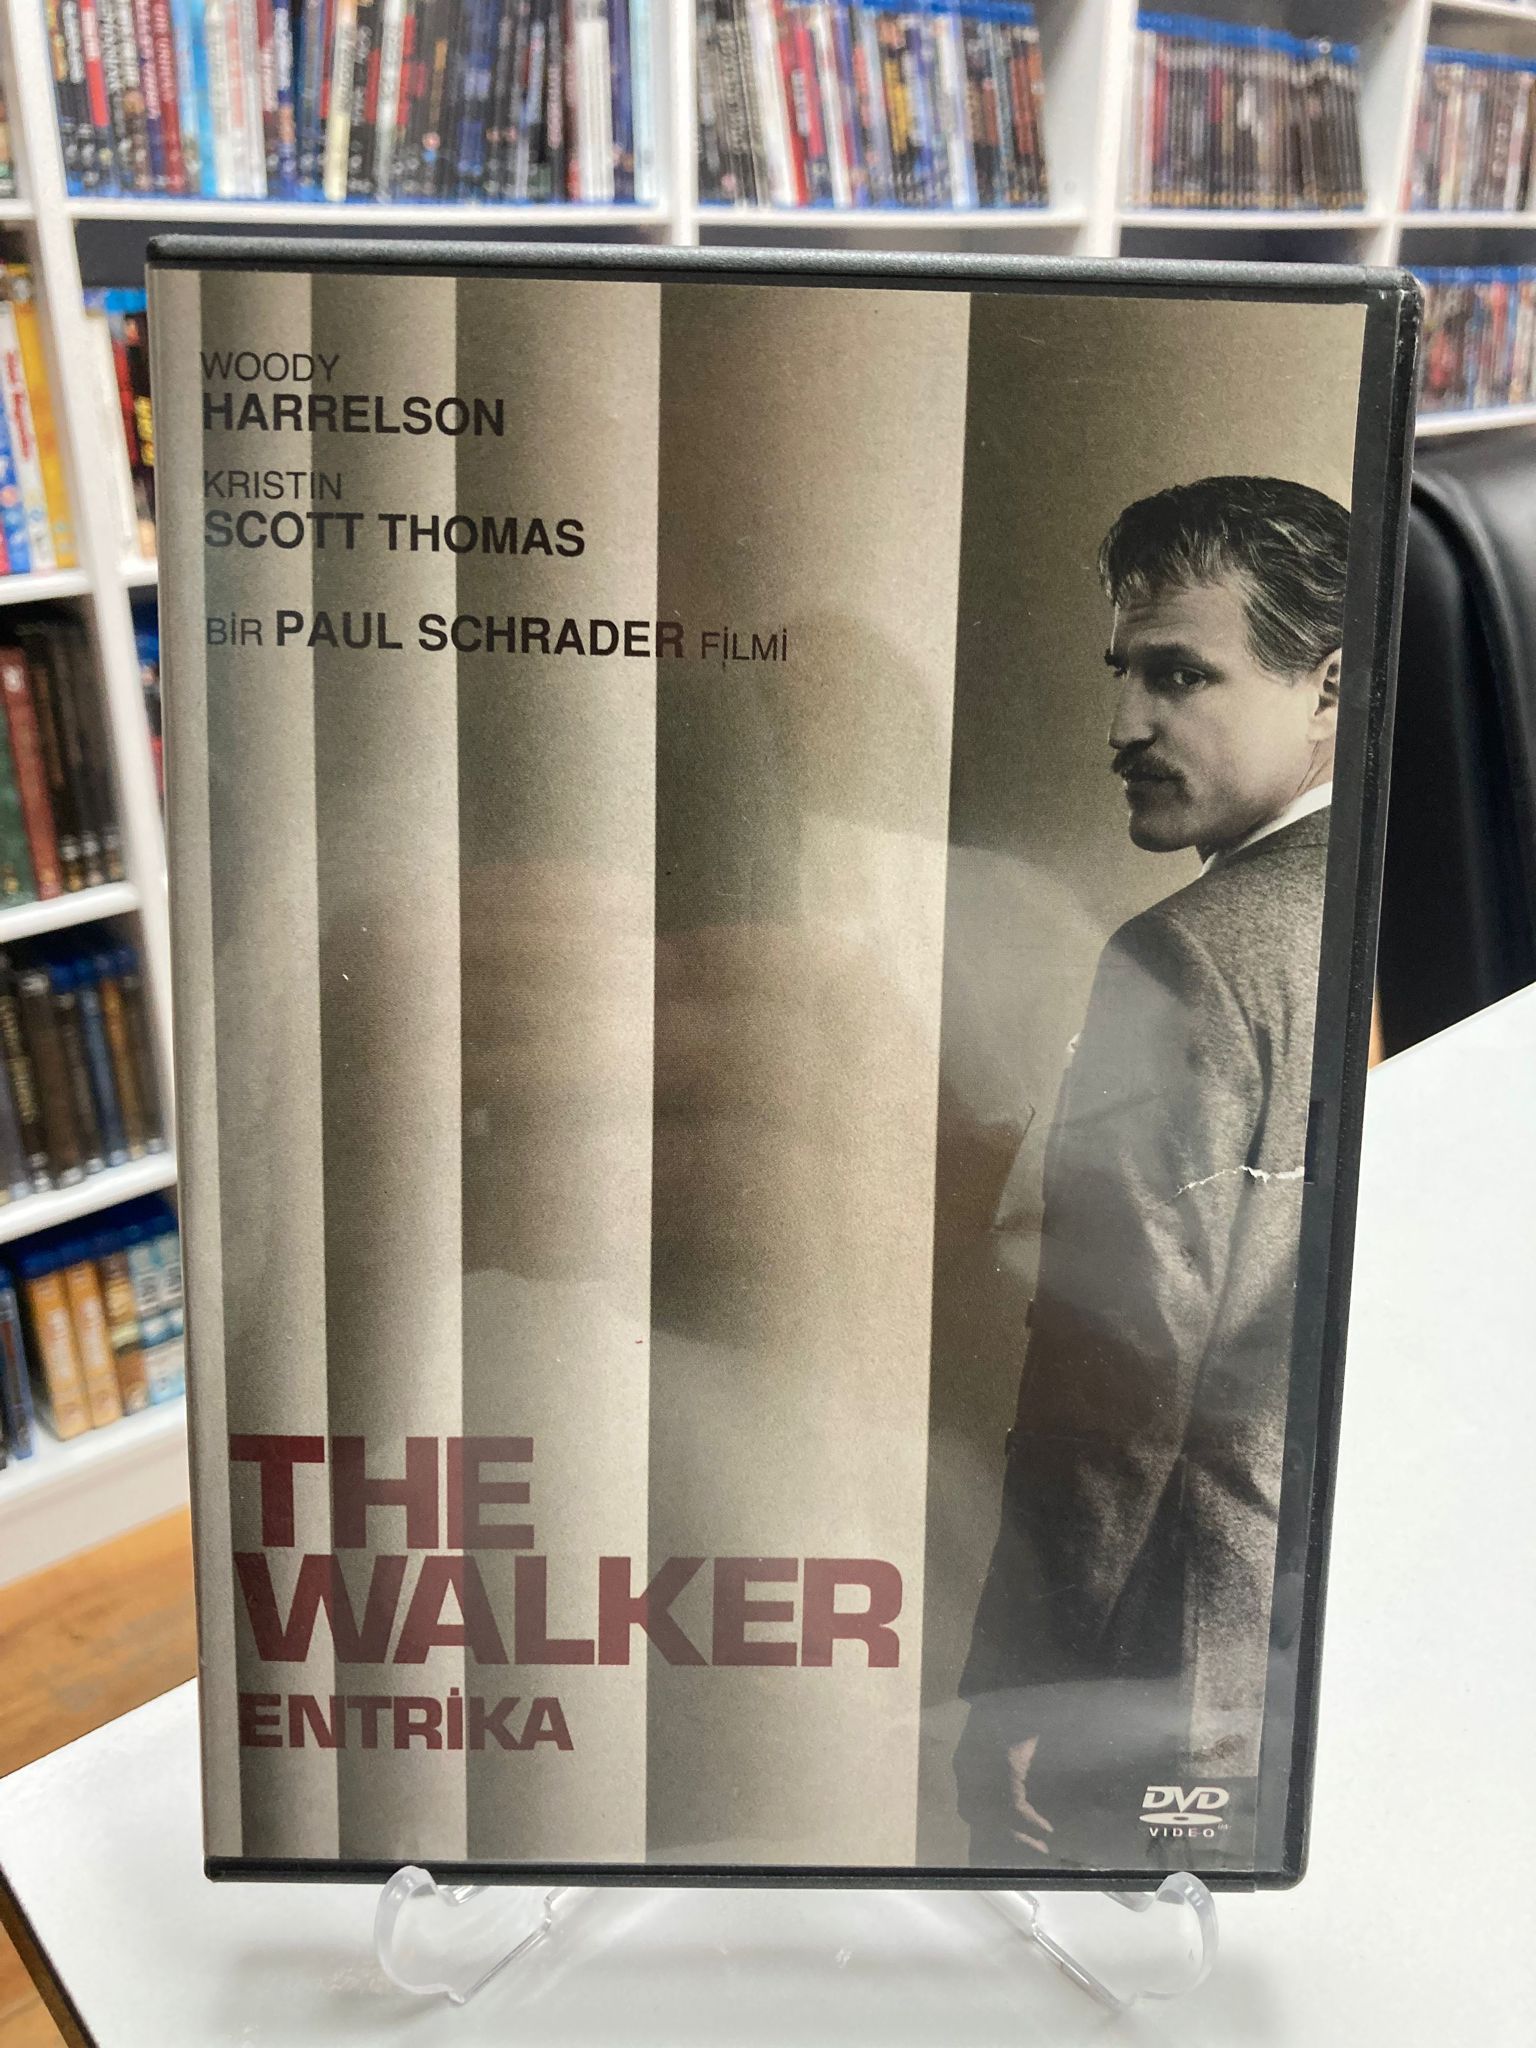 WOODY
HARRELSON
KRISTIN
SCOTT THOMAS
BİR PAUL SCHRADER FİLMİ
THE
WALKER
ENTRİKA
DVD
VIDEO